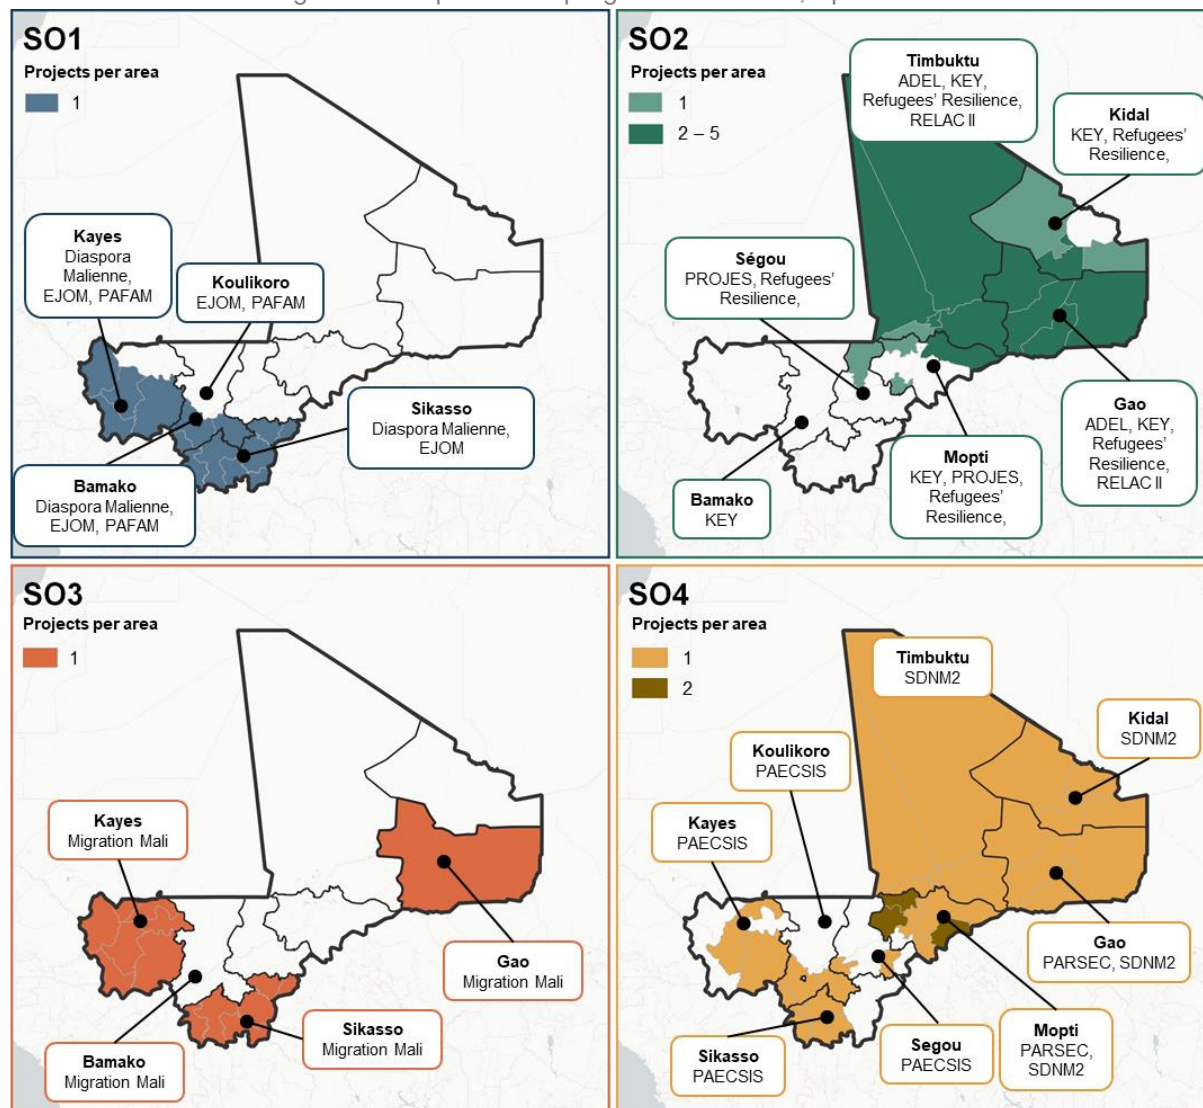 SO1
Projects per area
1
Kayes
Diaspora
Malienne,
EJOM, PAFAM
Koulikoro
EJOM, PAFAM
Sikasso
Diaspora Malienne,
EJOM
Bamako
Diaspora Malienne,
EJOM, PAFAM
SO2
Projects per area
1
2 – 5
Timbuktu
ADEL, KEY,
Refugees' Resilience,
RELAC II
Kidal
KEY, Refugees'
Resilience,
Ségou
PROJES, Refugees'
Resilience,
Gao
ADEL, KEY,
Refugees'
Resilience,
RELAC II
Mopti
KEY, PROJES,
Refugees'
Resilience,
Bamako
KEY
SO3
Projects per area
1
Kayes
Migration Mali
Gao
Migration Mali
Sikasso
Migration Mali
Bamako
Migration Mali
SO4
Projects per area
1
2
Timbuktu
SDNM2
Kidal
SDNM2
Koulikoro
PAECSIS
Kayes
PAECSIS
Gao
PARSEC, SDNM2
Mopti
PARSEC,
SDNM2
Segou
PAECSIS
Sikasso
PAECSIS